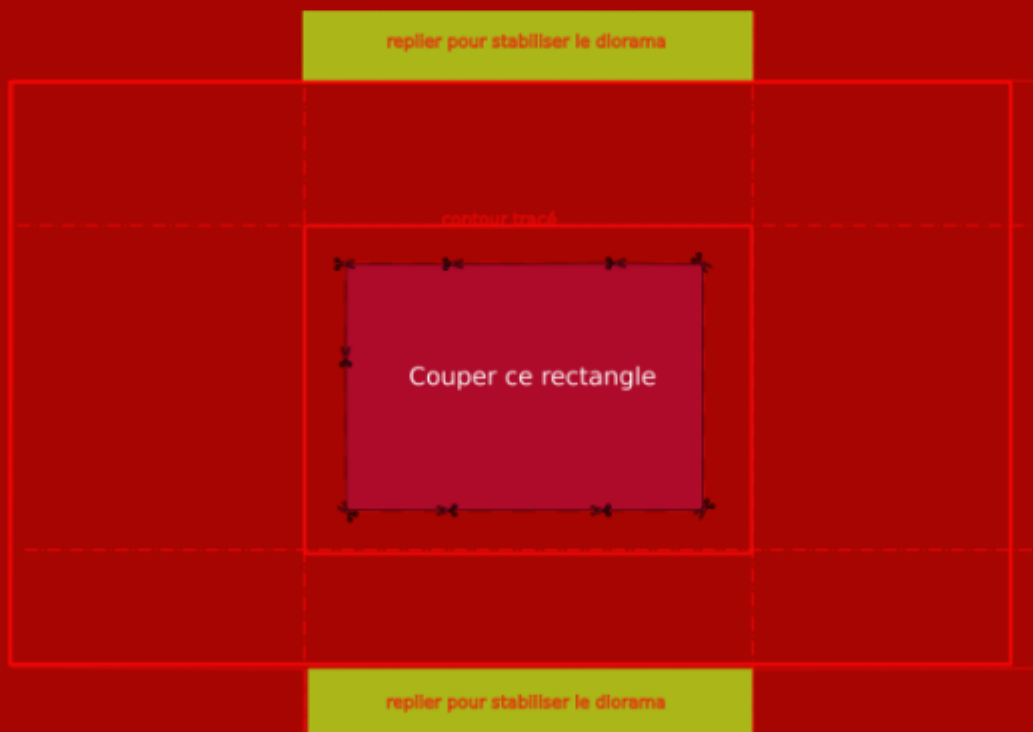 replier pour stabiliser le diorama
contour tracé
Couper ce rectangle
replier pour stabiliser le diorama